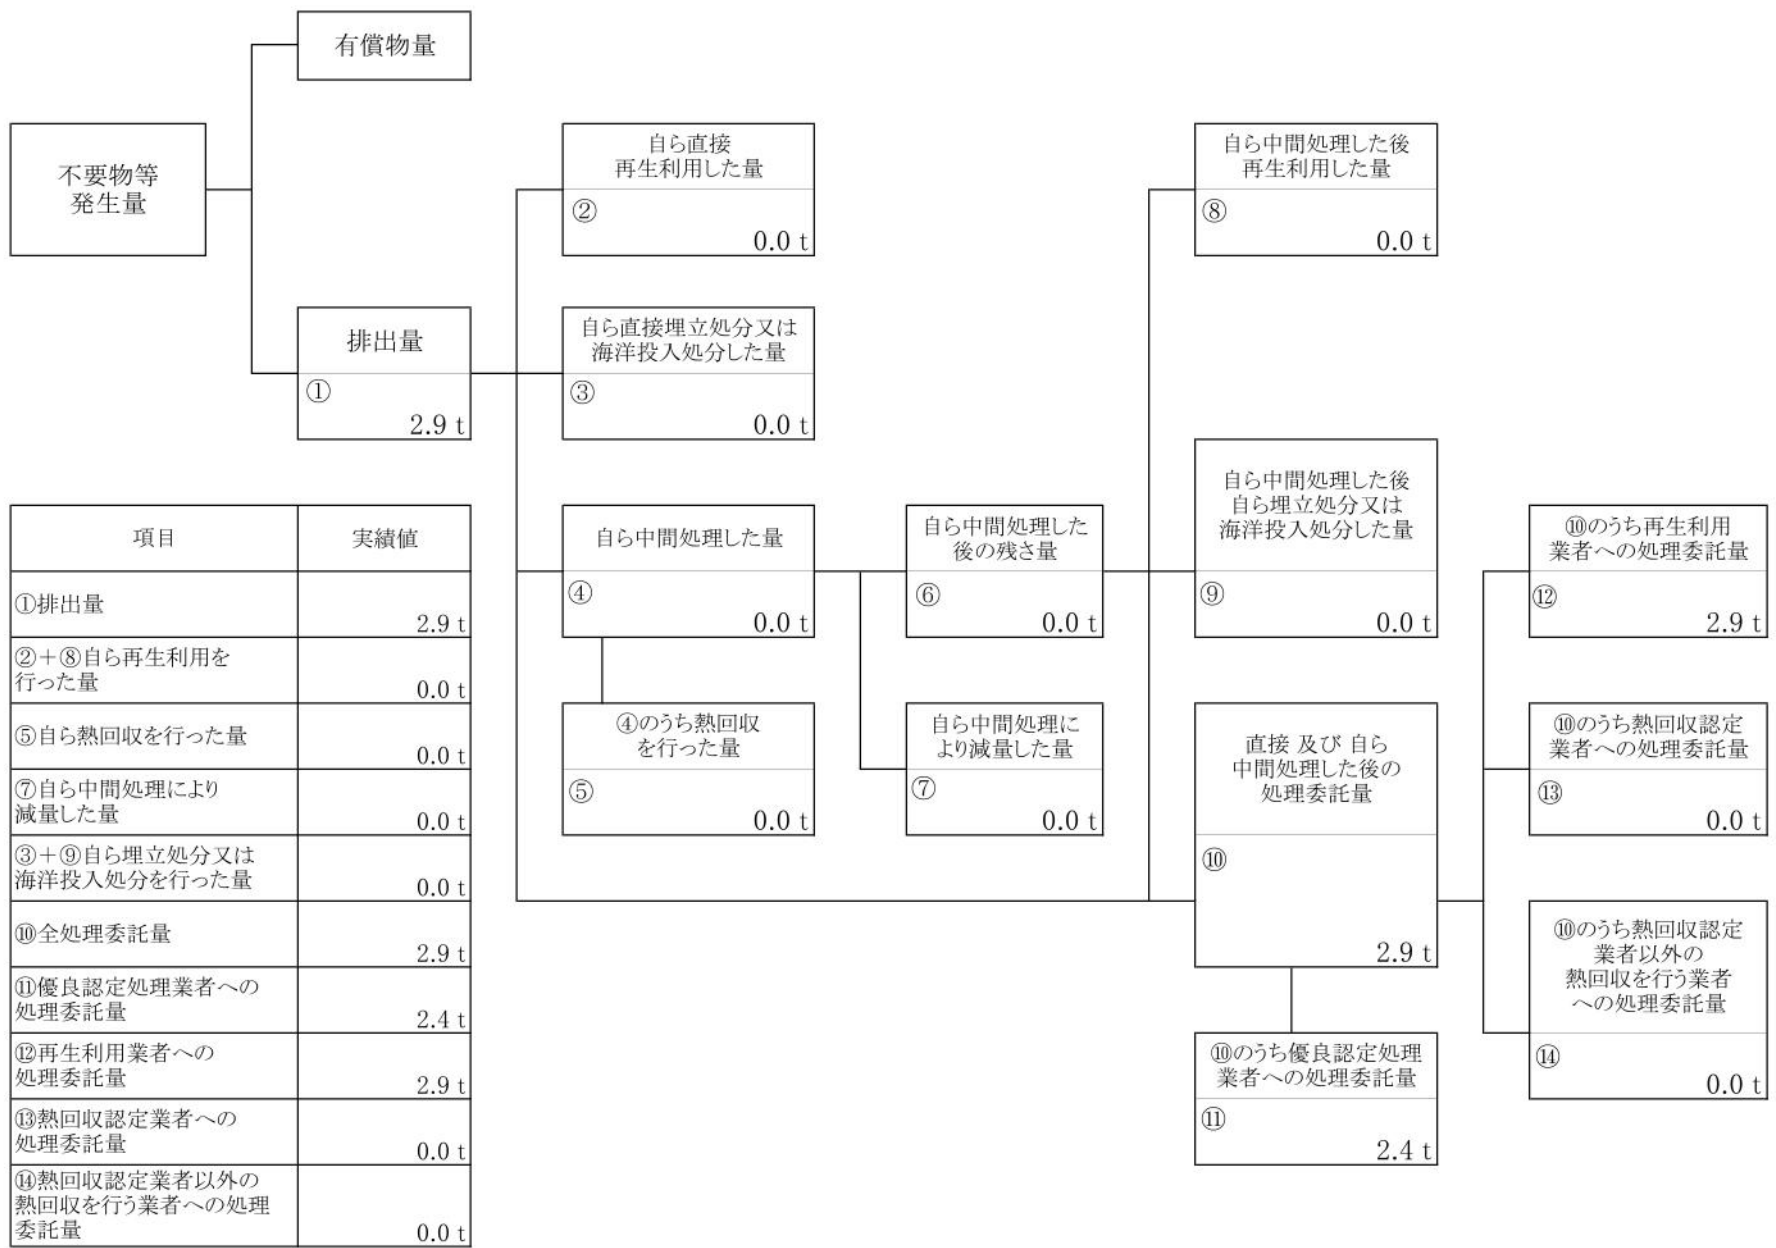 有償物量
不要物等
発生量
排出量
①
2.9 t
自ら直接
再生利用した量
②
0.0 t
自ら直接埋立処分又は
海洋投入処分した量
③
0.0 t
自ら中間処理した量
④
0.0 t
④のうち熱回収
を行った量
⑤
0.0 t
自ら中間処理した
後の残さ量
⑥
0.0 t
自ら中間処理に
より減量した量
⑦
0.0 t
自ら中間処理した後
再生利用した量
⑧
0.0 t
自ら中間処理した後
自ら埋立処分又は
海洋投入処分した量
⑨
0.0 t
直接 及び 自ら
中間処理した後の
処理委託量
⑩
2.9 t
⑩のうち優良認定処理
業者への処理委託量
⑪
2.4 t
⑩のうち再生利用
業者への処理委託量
⑫
2.9 t
⑩のうち熱回収認定
業者への処理委託量
⑬
0.0 t
⑩のうち熱回収認定
業者以外の
熱回収を行う業者
への処理委託量
⑭
0.0 t
項目
実績値
①排出量
2.9 t
②＋⑧自ら再生利用を
行った量
0.0 t
⑤自ら熱回収を行った量
0.0 t
⑦自ら中間処理により
減量した量
0.0 t
③＋⑨自ら埋立処分又は
海洋投入処分を行った量
0.0 t
⑩全処理委託量
2.9 t
⑪優良認定処理業者への
処理委託量
2.4 t
⑫再生利用業者への
処理委託量
2.9 t
⑬熱回収認定業者への
処理委託量
0.0 t
⑭熱回収認定業者以外の
熱回収を行う業者への処理
委託量
0.0 t